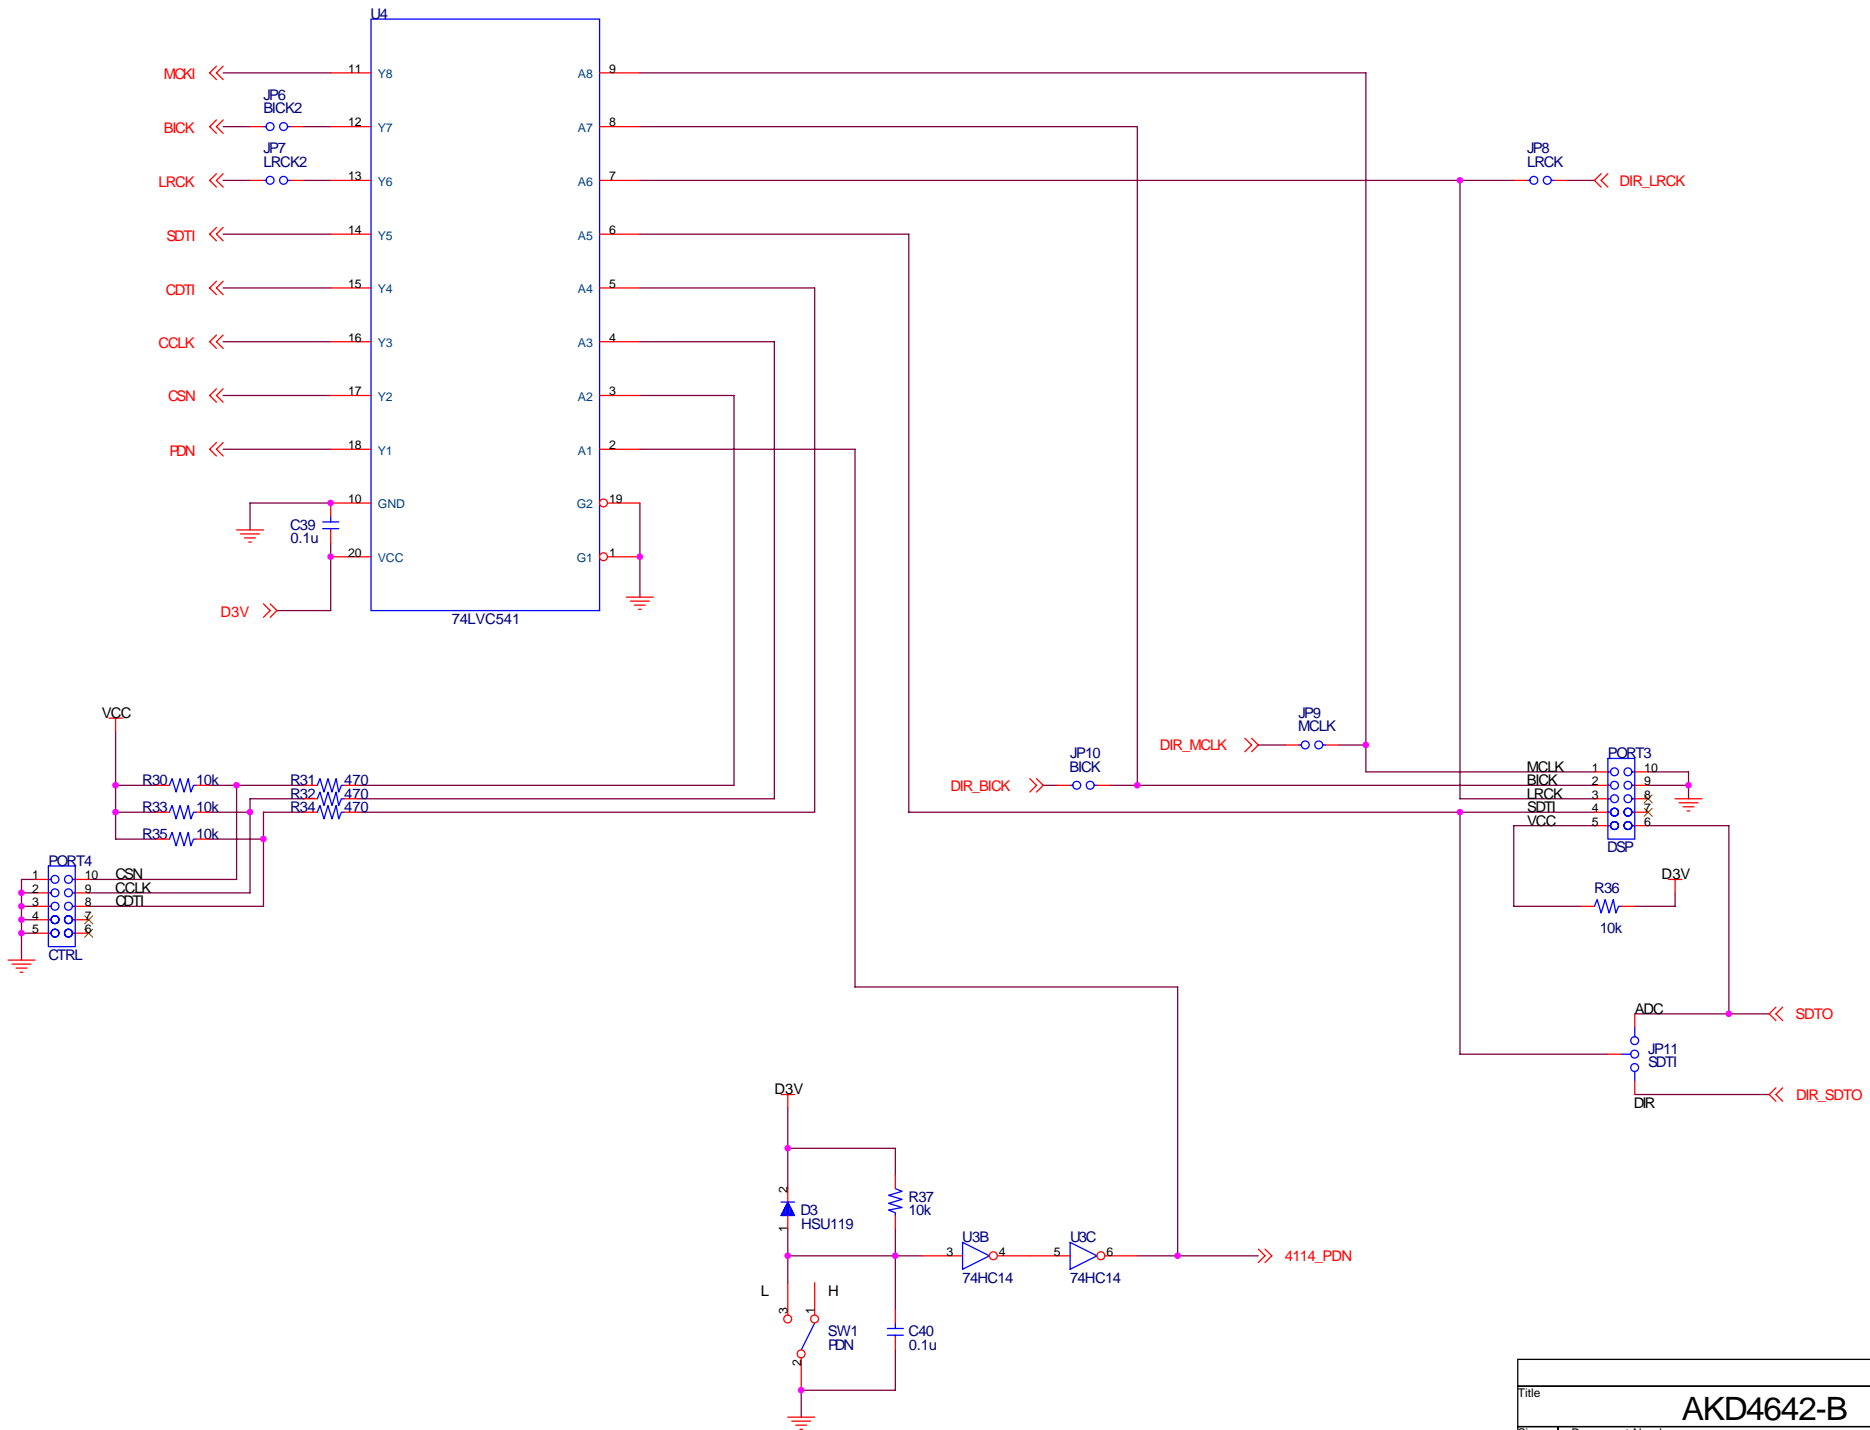 U4
MCKI
11
Y8
A8
9
JP6
BICK2
BICK
12
Y7
A7
8
JP7
LRCK2
LRCK
13
Y6
A6
7
JP8
LRCK
DIR_LRCK
SDTI
14
Y5
A5
6
CDTI
15
Y4
A4
5
CCLK
16
Y3
A3
4
CSN
17
Y2
A2
3
PDN
18
Y1
A1
2
10
GND
G2
19
C39
0.1u
20
VCC
G1
1
D3V
74LVC541
VCC
R30
10k
R31
470
R32
470
R33
10k
R34
470
R35
10k
PORT4
1
10
CSN
2
9
CCLK
3
8
CDTI
4
7
5
6
CTRL
JP9
MCLK
DIR_MCLK
JP10
BICK
DIR_BICK
PORT3
MCLK
1
10
BICK
2
9
LRCK
3
8
SDTI
4
7
VCC
5
6
DSP
R36
D3V
10k
ADC
SDTO
JP11
SDTI
DIR
DIR_SDTO
D3V
2
D3
HSU119
1
R37
10k
U3B
3
4
74HC14
U3C
5
6
74HC14
4114_PDN
L
H
3
1
SW1
PDN
2
C40
0.1u
Title
AKD4642-B